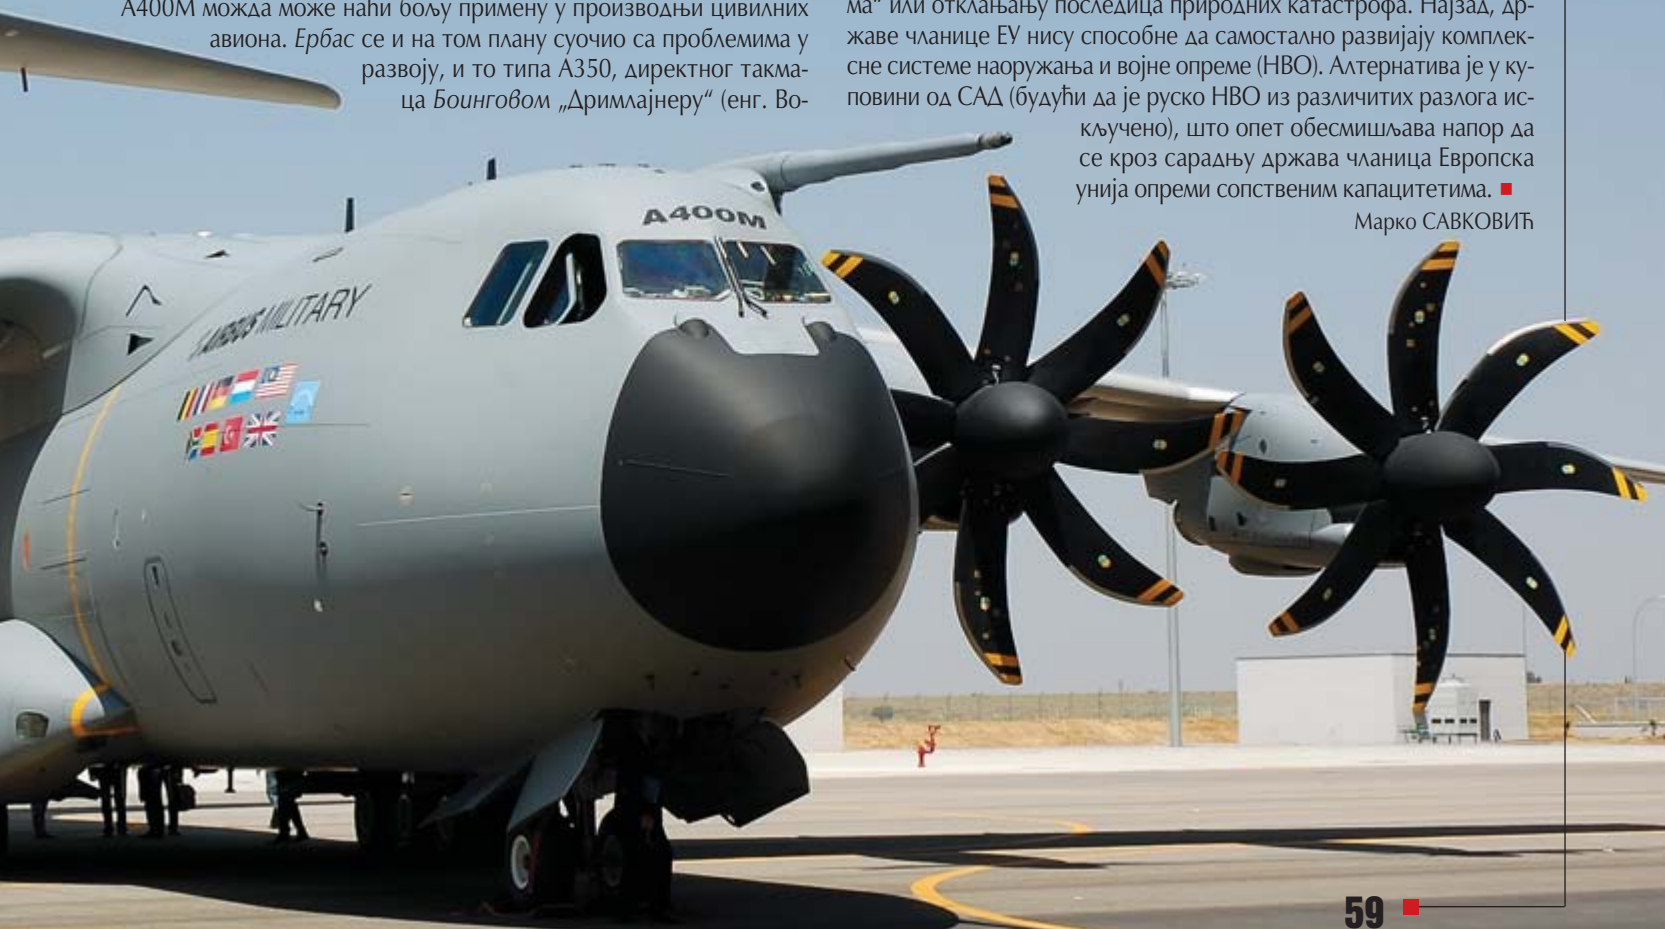 А400М можда може наћи бољу примену у производњи цивилних
авиона. Ербас се и на том плану суочио са проблемима у
развоју, и то типа А350, директног такма-
ца Боинговом „Дримлајнеру“ (енг. Bo-
ма“ или отклањању последица природних катастрофа. Најзад, др-
жаве чланице ЕУ нису способне да самостално развијају комплек-
сне системе наоружања и војне опреме (НВО). Алтернатива је у ку-
повини од САД (будући да је руско НВО из различитих разлога ис-
кључено), што опет обесмишљава напор да
се кроз сарадњу држава чланица Европска
унија опреми сопственим капацитетима.
Марко САВКОВИЋ
A400M
AIRBUS MILITARY
59